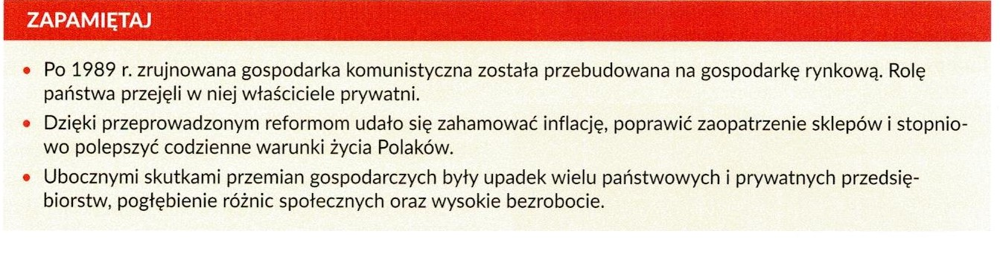 ZAPAMIĘTAJ
• Po 1989 r. zrujnowana gospodarka komunistyczna została przebudowana na gospodarkę rynkową. Rolę
państwa przejęli w niej właściciele prywatni.
• Dzięki przeprowadzonym reformom udało się zahamować inflację, poprawić zaopatrzenie sklepów i stopnio-
wo polepszyć codzienne warunki życia Polaków.
• Ubocznymi skutkami przemian gospodarczych były upadek wielu państwowych i prywatnych przedsię-
biorstw, pogłębienie różnic społecznych oraz wysokie bezrobocie.